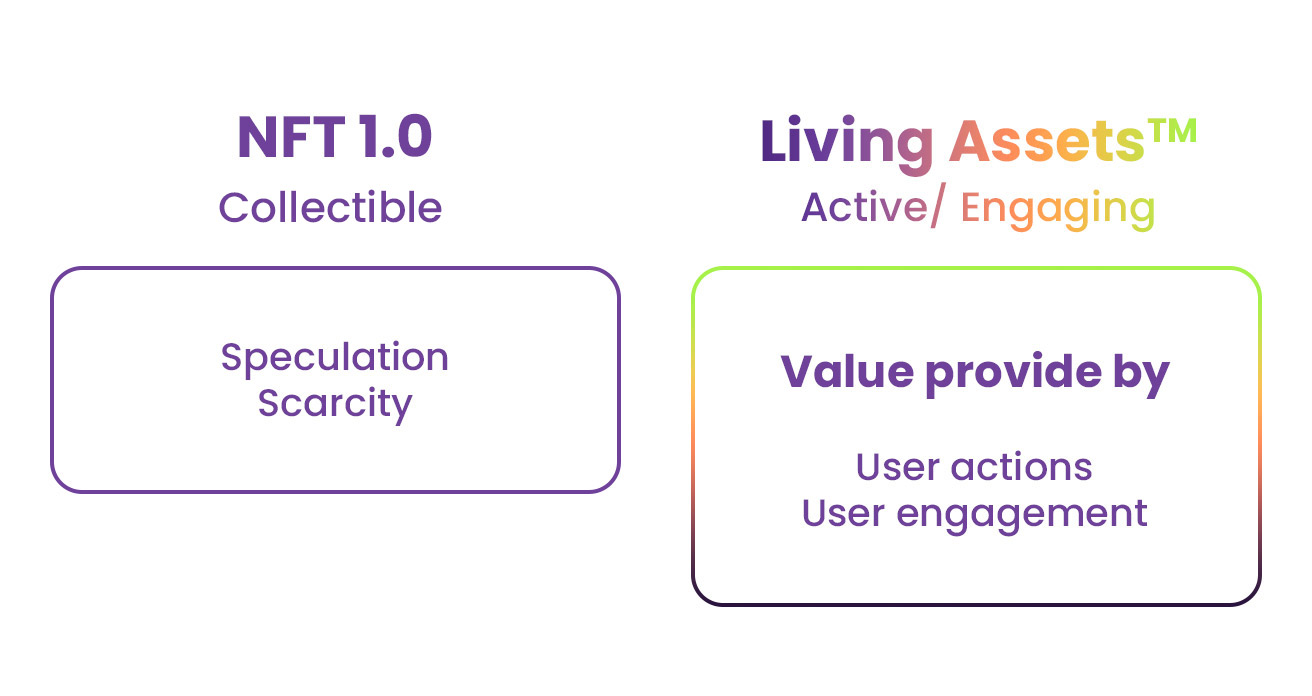 NFT 1.0
Collectible
Speculation
Scarcity
Living Assets™
Active/ Engaging
Value provide by
User actions
User engagement